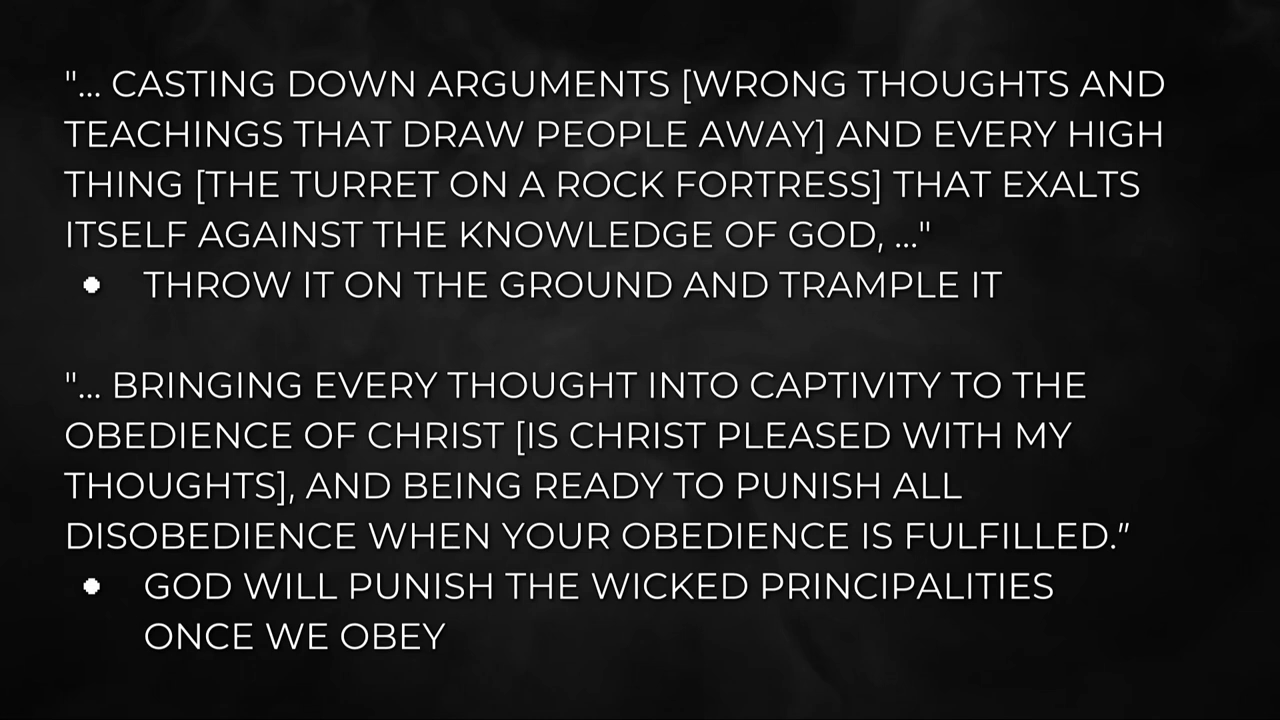 "... CASTING DOWN ARGUMENTS [WRONG THOUGHTS AND
TEACHINGS THAT DRAW PEOPLE AWAY] AND EVERY HIGH
THING [THE TURRET ON A ROCK FORTRESS] THAT EXALTS
ITSELF AGAINST THE KNOWLEDGE OF GOD, ..."
• THROW IT ON THE GROUND AND TRAMPLE IT
"... BRINGING EVERY THOUGHT INTO CAPTIVITY TO THE
OBEDIENCE OF CHRIST [IS CHRIST PLEASED WITH MY
THOUGHTS], AND BEING READY TO PUNISH ALL
DISOBEDIENCE WHEN YOUR OBEDIENCE IS FULFILLED.”
• GOD WILL PUNISH THE WICKED PRINCIPALITIES
ONCE WE OBEY